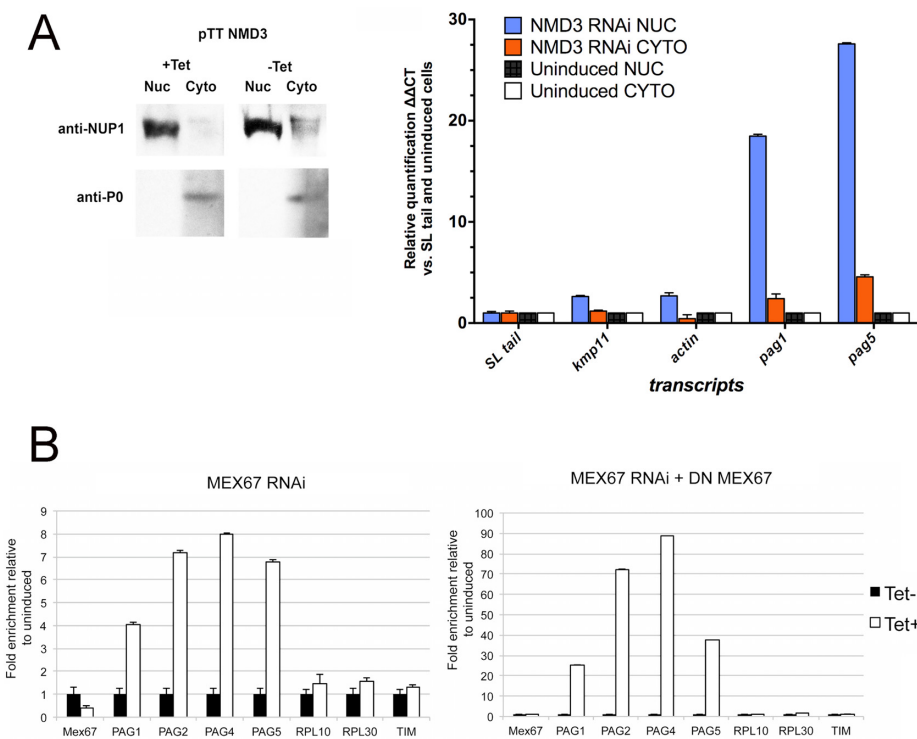 A
pTT NMD3
+Tet -Tet
Nuc Cyto Nuc Cyto
anti-NUP1
anti-P0
Relative quantification ΔΔCT
vs. SL tail and uninduced cells
30
20
10
0
NMD3 RNAi NUC
NMD3 RNAi CYTO
Uninduced NUC
Uninduced CYTO
SL tail kmp11 actin pag1 pag5
transcripts
B
MEX67 RNAi
Fold enrichment relative
to uninduced
9
8
7
6
5
4
3
2
1
0
Mex67 PAG1 PAG2 PAG4 PAG5 RPL10 RPL30 TIM
MEX67 RNAi + DN MEX67
Fold enrichment relative
to uninduced
100
90
80
70
60
50
40
30
20
10
0
Mex67 PAG1 PAG2 PAG4 PAG5 RPL10 RPL30 TIM
Tet-
Tet+